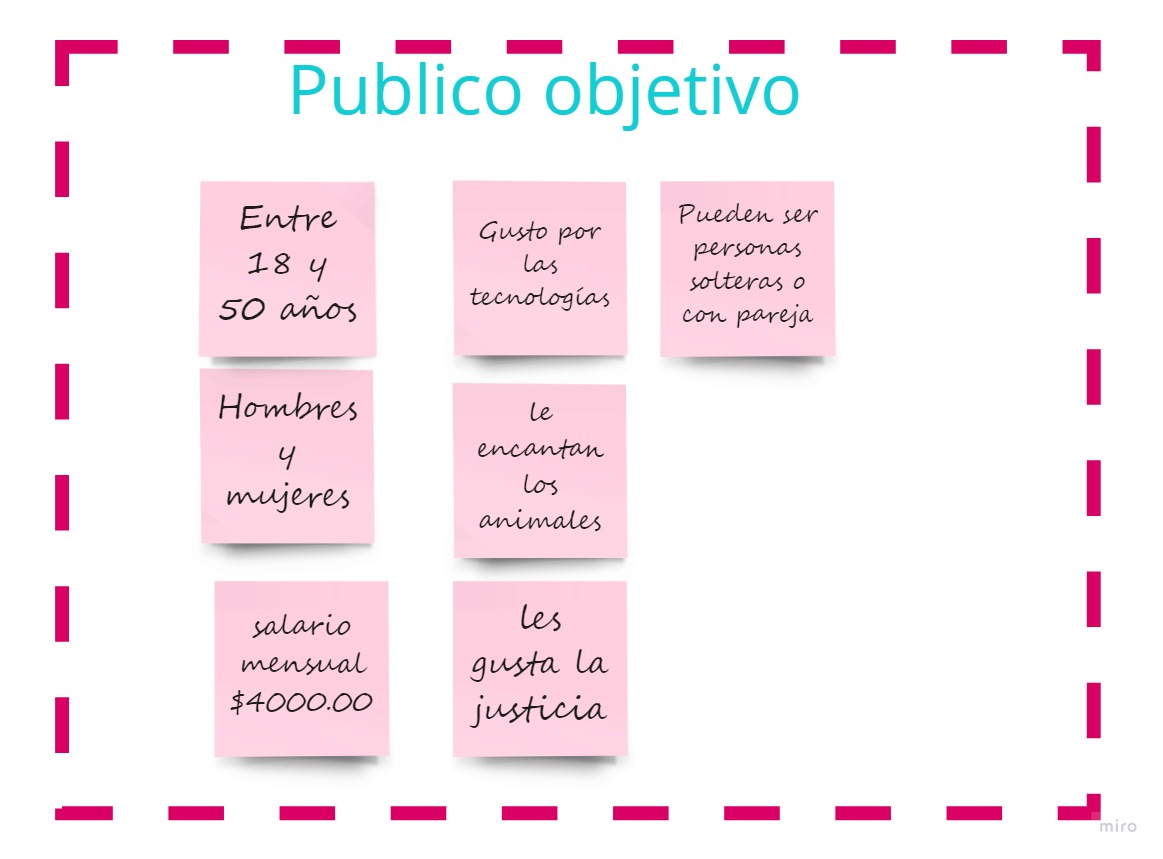 Publico objetivo
Entre
18 y
50 años
Hombres
y
mujeres
salario
mensual
$4000.00
Gusto por
las
tecnologías
le
encantan
los
animales
les
gusta la
justicia
Pueden ser
personas
solteras o
con pareja
miro